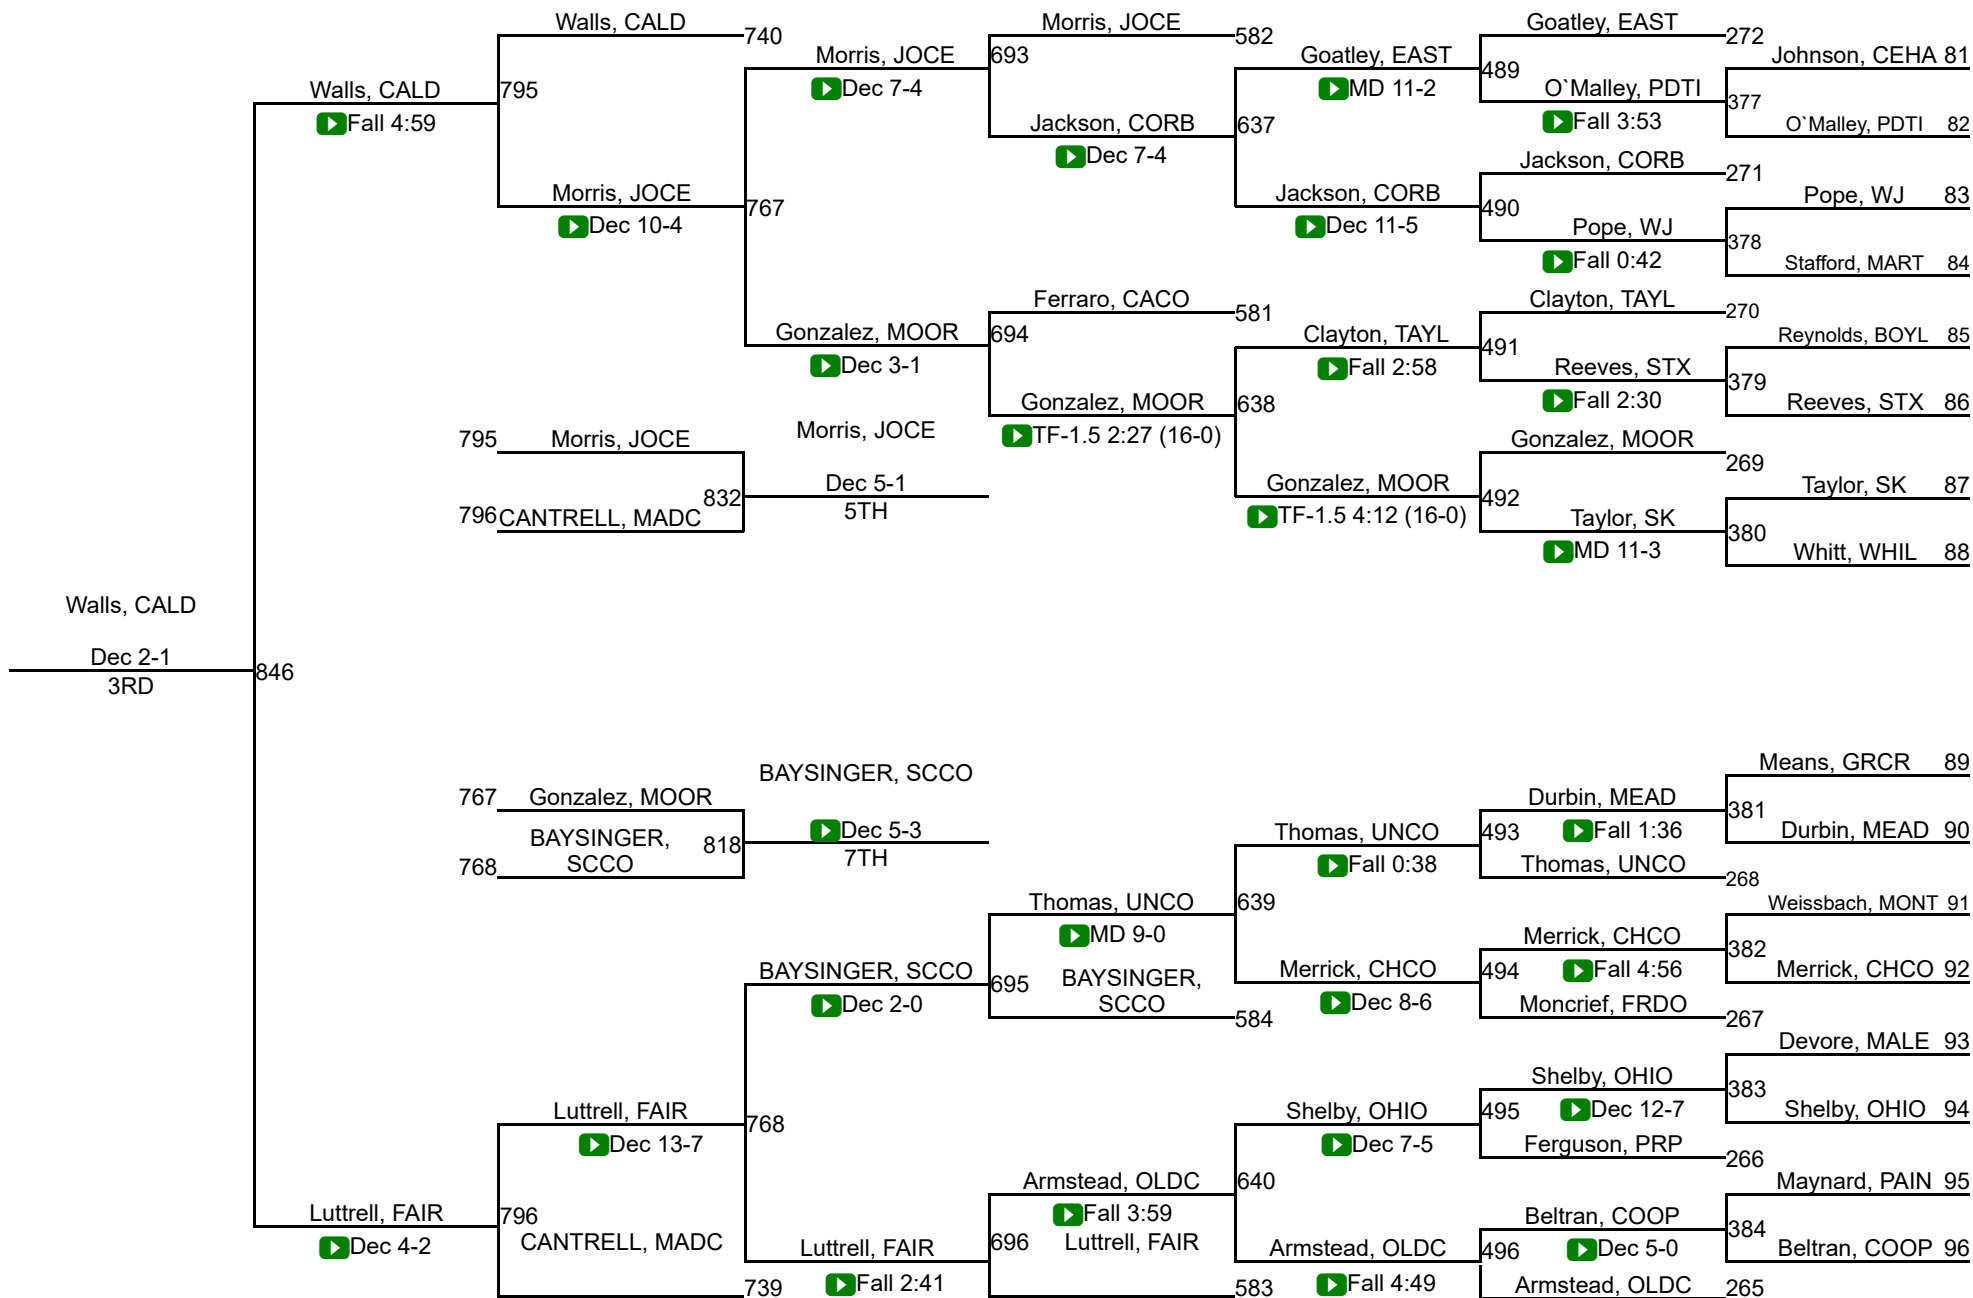 Walls, CALD
Morris, JOCE
Goatley, EAST
740
582
272
Morris, JOCE
693
Goatley, EAST
489
Johnson, CEHA 81
Walls, CALD
795
Dec 7-4
MD 11-2
O`Malley, PDTI
377
Fall 4:59
Jackson, CORB
637
Fall 3:53
O`Malley, PDTI 82
Dec 7-4
Jackson, CORB
271
Morris, JOCE
767
Jackson, CORB
490
Pope, WJ 83
Dec 10-4
Dec 11-5
Pope, WJ
378
Fall 0:42
Stafford, MART 84
Ferraro, CACO
581
Clayton, TAYL
270
Gonzalez, MOOR
694
Clayton, TAYL
491
Reynolds, BOYL 85
Dec 3-1
Fall 2:58
Reeves, STX
379
Gonzalez, MOOR
638
Fall 2:30
Reeves, STX 86
795
Morris, JOCE
Morris, JOCE
TF-1.5 2:27 (16-0)
Gonzalez, MOOR
269
832
Dec 5-1
Gonzalez, MOOR
492
Taylor, SK 87
796
CANTRELL, MADC
5TH
TF-1.5 4:12 (16-0)
Taylor, SK
380
MD 11-3
Whitt, WHIL 88
Walls, CALD
Dec 2-1
846
3RD
BAYSINGER, SCCO
Means, GRCR 89
767
Gonzalez, MOOR
Durbin, MEAD
381
BAYSINGER,
SCCO
818
Dec 5-3
Thomas, UNCO
493
Fall 1:36
Durbin, MEAD 90
768
7TH
Fall 0:38
Thomas, UNCO
268
Thomas, UNCO
639
Weissbach, MONT 91
MD 9-0
Merrick, CHCO
382
BAYSINGER, SCCO
695
BAYSINGER,
SCCO
Merrick, CHCO
494
Fall 4:56
Merrick, CHCO 92
Dec 2-0
584
Dec 8-6
Moncrief, FRDO
267
Devore, MALE 93
Luttrell, FAIR
768
Shelby, OHIO
495
Shelby, OHIO
383
Dec 13-7
Dec 7-5
Dec 12-7
Shelby, OHIO 94
Ferguson, PRP
266
Armstead, OLDC
640
Maynard, PAIN 95
Luttrell, FAIR
796
Fall 3:59
Beltran, COOP
384
Dec 4-2
CANTRELL, MADC
Luttrell, FAIR
696
Luttrell, FAIR
Armstead, OLDC
496
Dec 5-0
Beltran, COOP 96
739
Fall 2:41
583
Fall 4:49
Armstead, OLDC
265